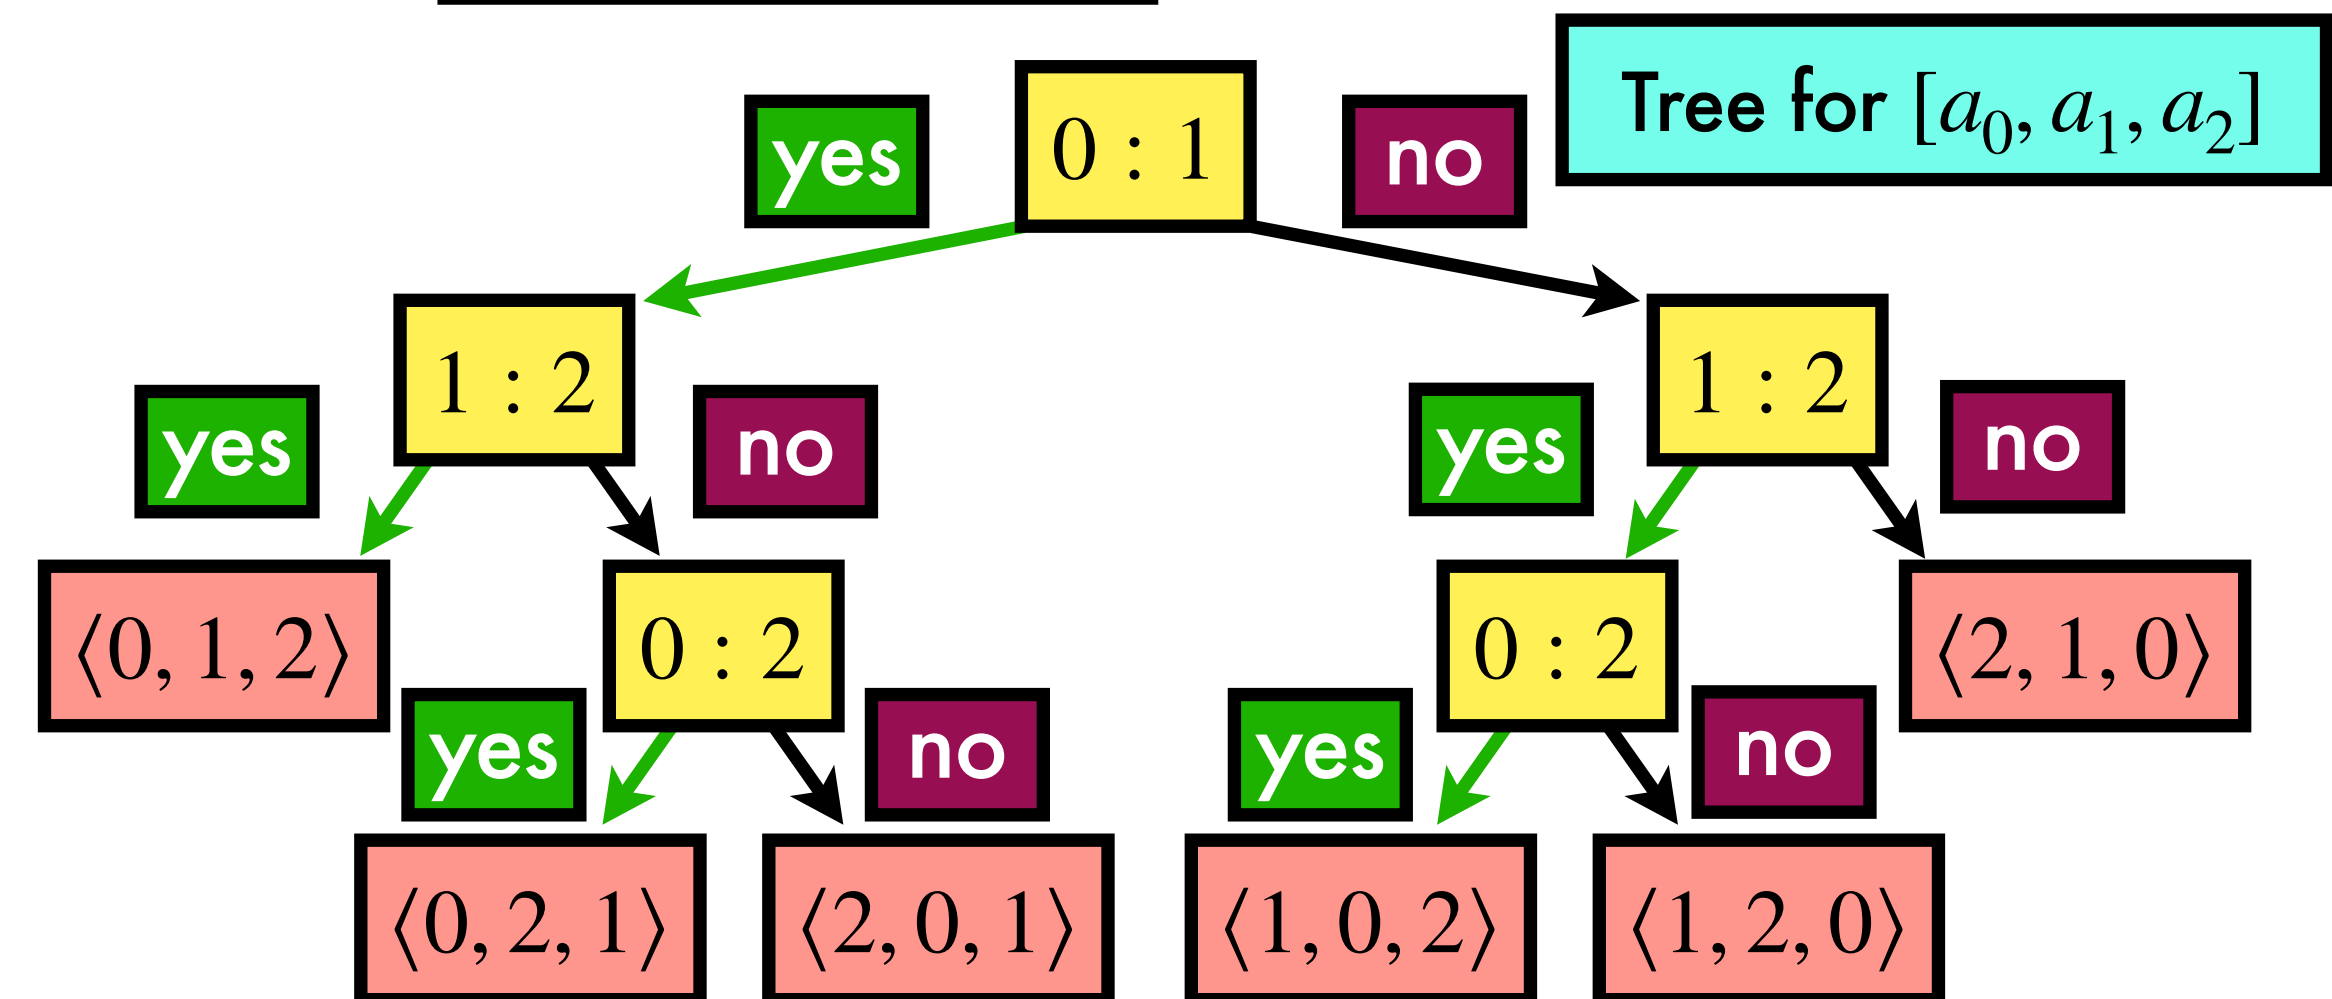 Tree for [a₀, a₁, a₂]
yes
0 : 1
no
1 : 2
1 : 2
yes
no
yes
no
⟨0, 1, 2⟩
0 : 2
0 : 2
⟨2, 1, 0⟩
yes
no
yes
no
⟨0, 2, 1⟩
⟨2, 0, 1⟩
⟨1, 0, 2⟩
⟨1, 2, 0⟩